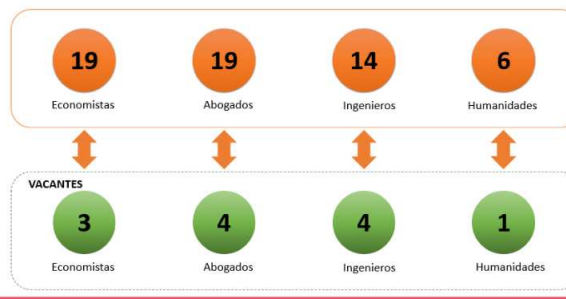 19 19 14 6
Economistas Abogados Ingenieros Humanidades
VACANTES
3 4 4 1
Economistas Abogados Ingenieros Humanidades